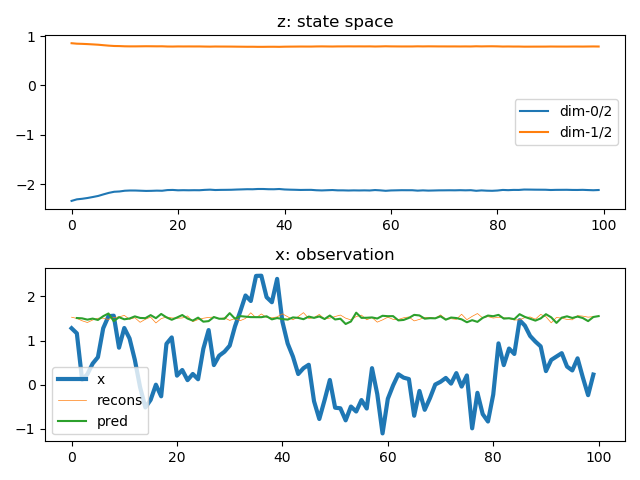 z: state space
1
0
−1
−2
dim-0/2
dim-1/2
0 20 40 60 80 100
x: observation
2
1
0
−1
x
recons
pred
0 20 40 60 80 100